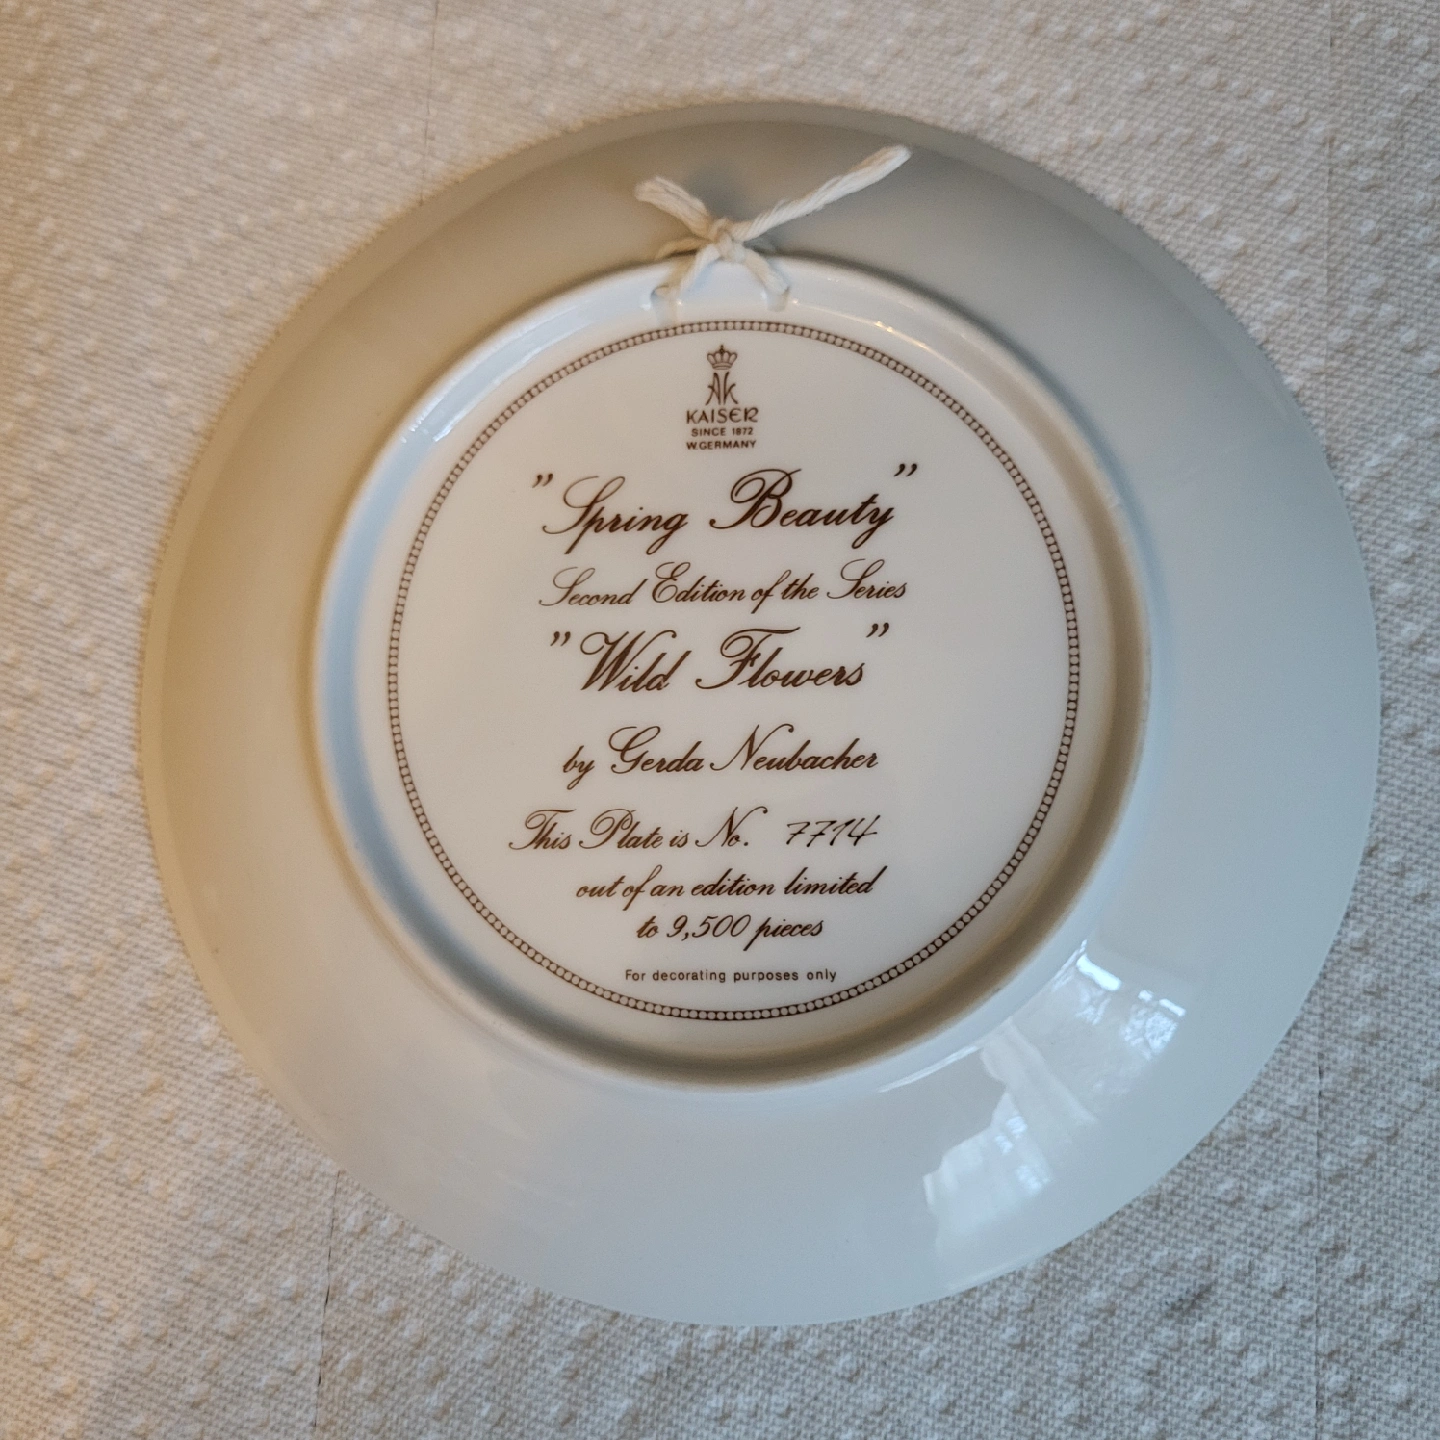 AK
KAISER
SINCE 1872
W.GERMANY
"Spring Beauty"
Second Edition of the Series
"Wild Flowers"
by Gerda Neubacher
This Plate is No. 7714
out of an edition limited
to 9,500 pieces
For decorating purposes only